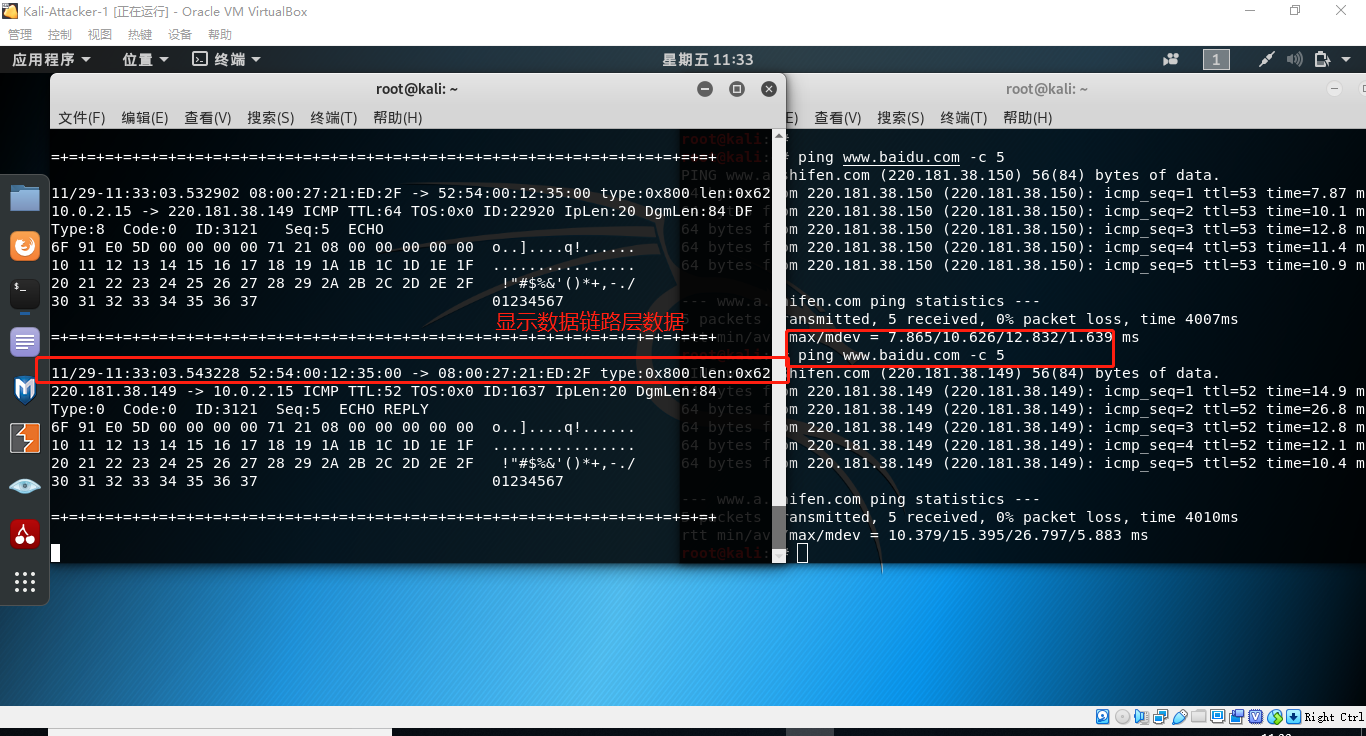 Kali-Attacker-1 [正在运行] - Oracle VM VirtualBox
管理 控制 视图 热键 设备 帮助
应用程序 位置 终端 星期五 11:33 1
root@kali: ~
文件(F) 编辑(E) 查看(V) 搜索(S) 终端(T) 帮助(H)
=+=+=+=+=+=+=+=+=+=+=+=+=+=+=+=+=+=+=+=+=+=+=+=+=+=+=+=+=+=+=+=+=+=+=+=+=+
11/29-11:33:03.532902 08:00:27:21:ED:2F -> 52:54:00:12:35:00 type:0x800 len:0x62
10.0.2.15 -> 220.181.38.149 ICMP TTL:64 TOS:0x0 ID:22920 IpLen:20 DgmLen:84 DF
Type:8  Code:0  ID:3121   Seq:5  ECHO
6F 91 E0 5D 00 00 00 00 71 21 08 00 00 00 00 00  o..]....q!......
10 11 12 13 14 15 16 17 18 19 1A 1B 1C 1D 1E 1F  ................
20 21 22 23 24 25 26 27 28 29 2A 2B 2C 2D 2E 2F   !"#$%&'()*+,-./
30 31 32 33 34 35 36 37                          01234567
显示数据链路层数据
=+=+=+=+=+=+=+=+=+=+=+=+=+=+=+=+=+=+=+=+=+=+=+=+=+=+=+=+=+=+=+=+=+=+=+=+=+
11/29-11:33:03.543228 52:54:00:12:35:00 -> 08:00:27:21:ED:2F type:0x800 len:0x62
220.181.38.149 -> 10.0.2.15 ICMP TTL:52 TOS:0x0 ID:1637 IpLen:20 DgmLen:84
Type:0  Code:0  ID:3121  Seq:5  ECHO REPLY
6F 91 E0 5D 00 00 00 00 71 21 08 00 00 00 00 00  o..]....q!......
10 11 12 13 14 15 16 17 18 19 1A 1B 1C 1D 1E 1F  ................
20 21 22 23 24 25 26 27 28 29 2A 2B 2C 2D 2E 2F   !"#$%&'()*+,-./
30 31 32 33 34 35 36 37                          01234567
=+=+=+=+=+=+=+=+=+=+=+=+=+=+=+=+=+=+=+=+=+=+=+=+=+=+=+=+=+=+=+=+=+=+=+=+=+
root@kali: ~
E) 查看(V) 搜索(S) 终端(T) 帮助(H)
root@kali: #
# ping www.baidu.com -c 5
PING www.a.shifen.com (220.181.38.150) 56(84) bytes of data.
64 bytes from 220.181.38.150 (220.181.38.150): icmp_seq=1 ttl=53 time=7.87 m
64 bytes from 220.181.38.150 (220.181.38.150): icmp_seq=2 ttl=53 time=10.1 m
64 bytes from 220.181.38.150 (220.181.38.150): icmp_seq=3 ttl=53 time=12.8 m
64 bytes from 220.181.38.150 (220.181.38.150): icmp_seq=4 ttl=53 time=11.4 m
64 bytes from 220.181.38.150 (220.181.38.150): icmp_seq=5 ttl=53 time=10.9 m
--- www.a.shifen.com ping statistics ---
5 packets transmitted, 5 received, 0% packet loss, time 4007ms
min/av max/mdev = 7.865/10.626/12.832/1.639 ms
ping www.baidu.com -c 5
shifen.com (220.181.38.149) 56(84) bytes of data.
64 bytes from 220.181.38.149 (220.181.38.149): icmp_seq=1 ttl=52 time=14.9 m
64 bytes from 220.181.38.149 (220.181.38.149): icmp_seq=2 ttl=52 time=26.8 m
64 bytes from 220.181.38.149 (220.181.38.149): icmp_seq=3 ttl=52 time=12.8 m
64 bytes from 220.181.38.149 (220.181.38.149): icmp_seq=4 ttl=52 time=12.1 m
64 bytes from 220.181.38.149 (220.181.38.149): icmp_seq=5 ttl=52 time=10.4 m
--- www.a.shifen.com ping statistics ---
5 packets transmitted, 5 received, 0% packet loss, time 4010ms
rtt min/av max/mdev = 10.379/15.395/26.797/5.883 ms
root@kali: #
Right Ctrl